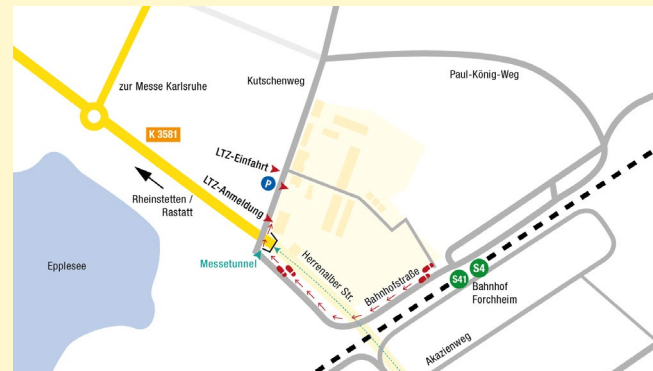 zur Messe Karlsruhe
Kutschenweg
Paul-König-Weg
K 3581
LTZ-Einfahrt
P
LTZ-Anmeldung
Rheinstetten /
Rastatt
Epplesee
Messetunnel
Herrenalber Str.
Bahnhofstraße
S41
S4
Bahnhof
Forchheim
Akazienweg